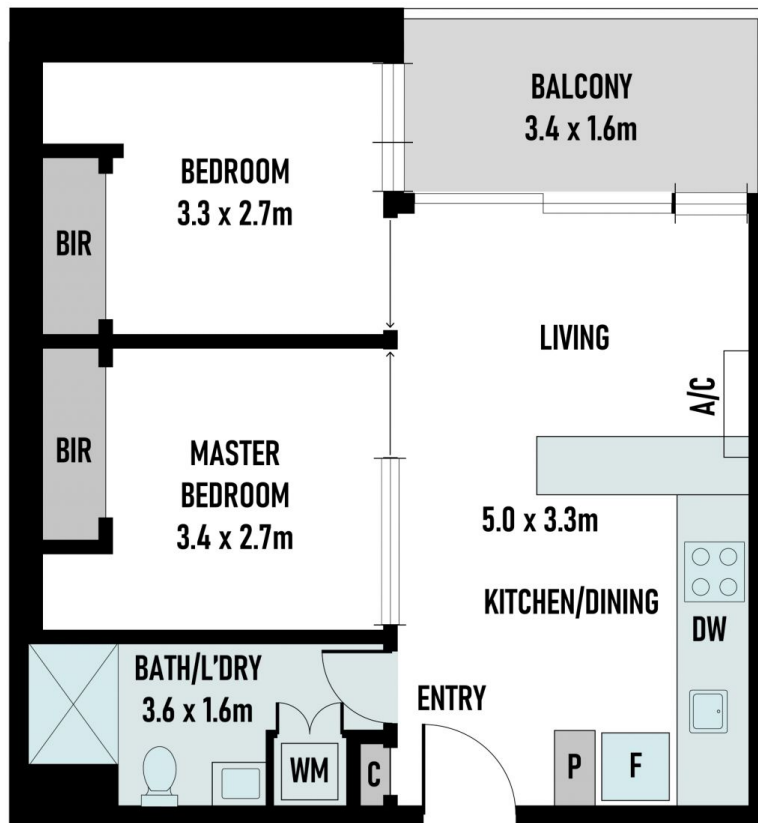 BALCONY
3.4 x 1.6m
BEDROOM
3.3 x 2.7m
BIR
LIVING
A/C
BIR
MASTER
BEDROOM
3.4 x 2.7m
5.0 x 3.3m
KITCHEN/DINING
DW
BATH/L'DRY
3.6 x 1.6m
ENTRY
WM
C
P
F